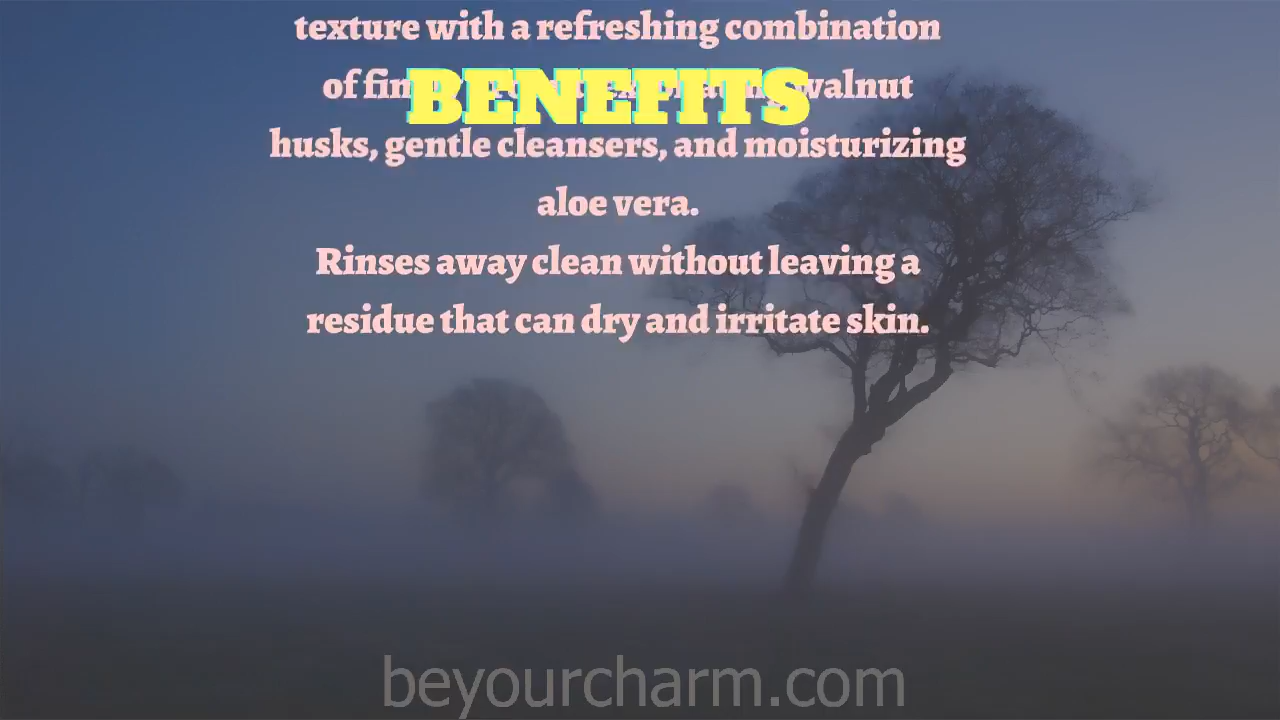 texture with a refreshing combination
BENEFITS
of walnut
husks, gentle cleansers, and moisturizing
aloe vera.
Rinses away clean without leaving a
residue that can dry and irritate skin.
beyourcharm.com